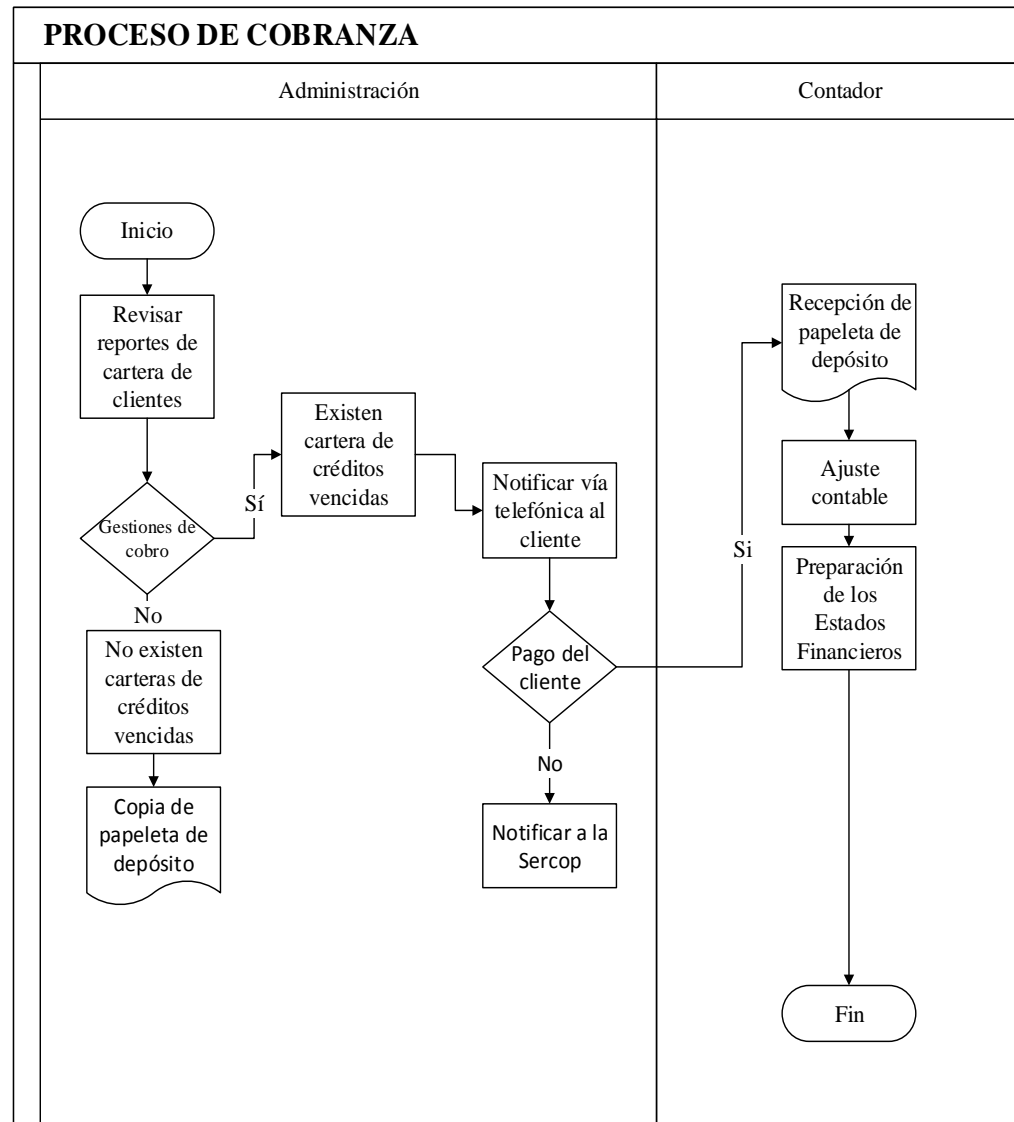 PROCESO DE COBRANZA
Administración
Contador
Inicio
Revisar
reportes de
cartera de
clientes
Gestiones de
cobro
Sí
No
No existen
carteras de
créditos
vencidas
Copia de
papeleta de
depósito
Existen
cartera de
créditos
vencidas
Notificar vía
telefónica al
cliente
Pago del
cliente
No
Notificar a la
Sercop
Si
Recepción de
papeleta de
depósito
Ajuste
contable
Preparación
de los
Estados
Financieros
Fin